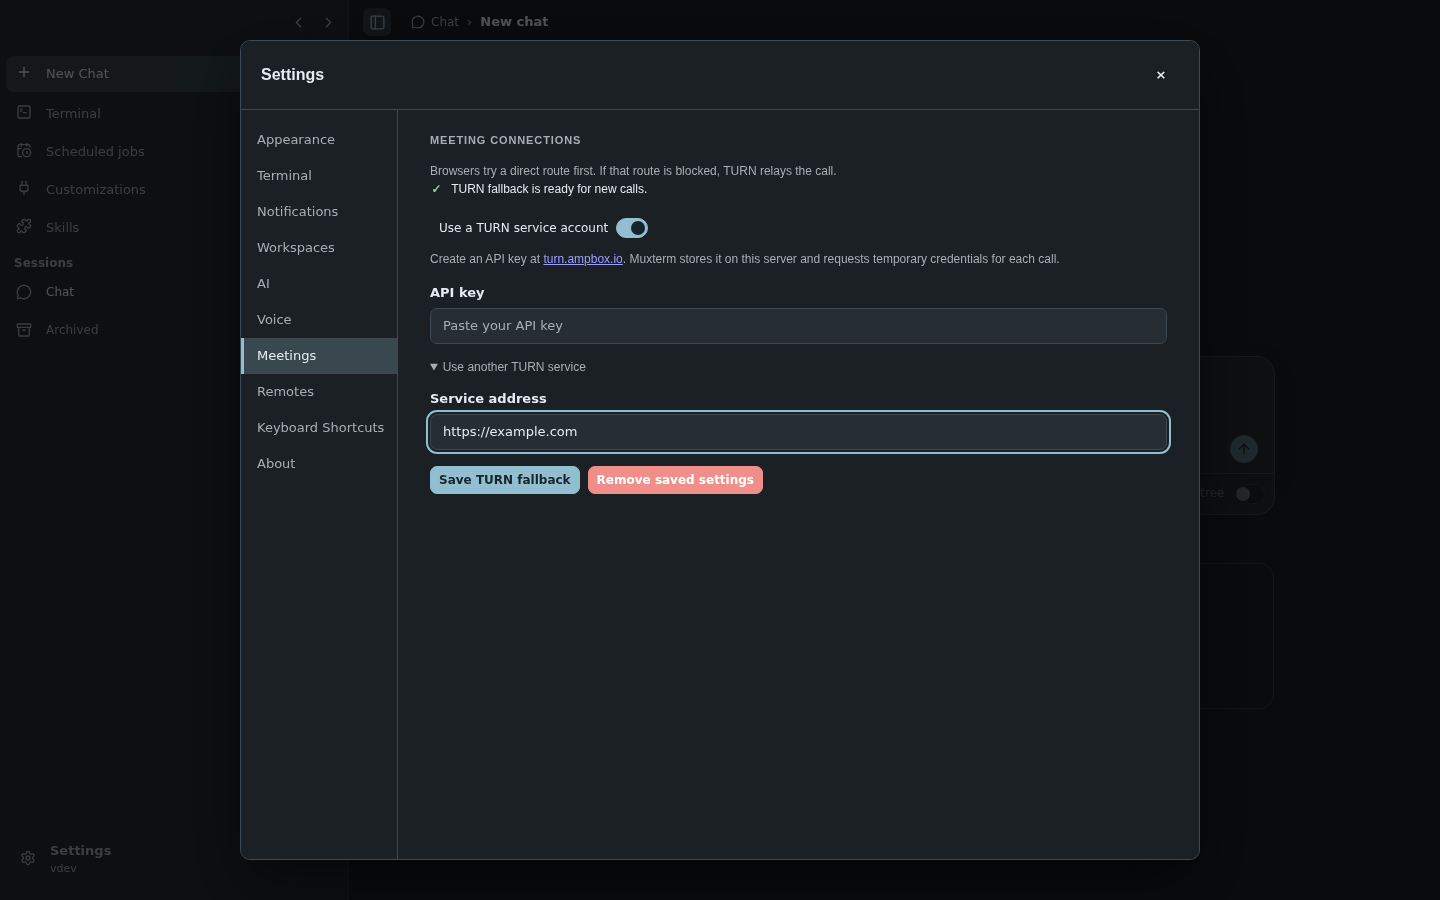 Chat › New chat
Settings
×
New Chat
Terminal
Scheduled jobs
Customizations
Skills
Sessions
Chat
Archived
Settings
vdev
Appearance
Terminal
Notifications
Workspaces
AI
Voice
Meetings
Remotes
Keyboard Shortcuts
About
MEETING CONNECTIONS
Browsers try a direct route first. If that route is blocked, TURN relays the call.
✓ TURN fallback is ready for new calls.
Use a TURN service account
Create an API key at turn.ampbox.io. Muxterm stores it on this server and requests temporary credentials for each call.
API key
Paste your API key
▼ Use another TURN service
Service address
https://example.com
Save TURN fallback Remove saved settings
tree